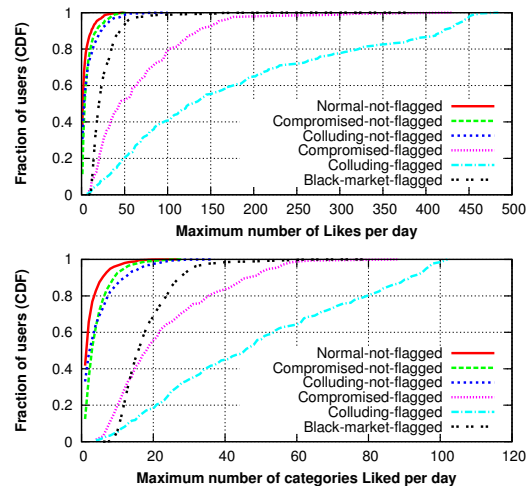 1
0.8
0.6
0.4
0.2
0
Fraction of users (CDF)
Normal-not-flagged
Compromised-not-flagged
Colluding-not-flagged
Compromised-flagged
Colluding-flagged
Black-market-flagged
0 50 100 150 200 250 300 350 400 450 500
Maximum number of Likes per day
1
0.8
0.6
0.4
0.2
0
Fraction of users (CDF)
Normal-not-flagged
Compromised-not-flagged
Colluding-not-flagged
Compromised-flagged
Colluding-flagged
Black-market-flagged
0 20 40 60 80 100 120
Maximum number of categories Liked per day